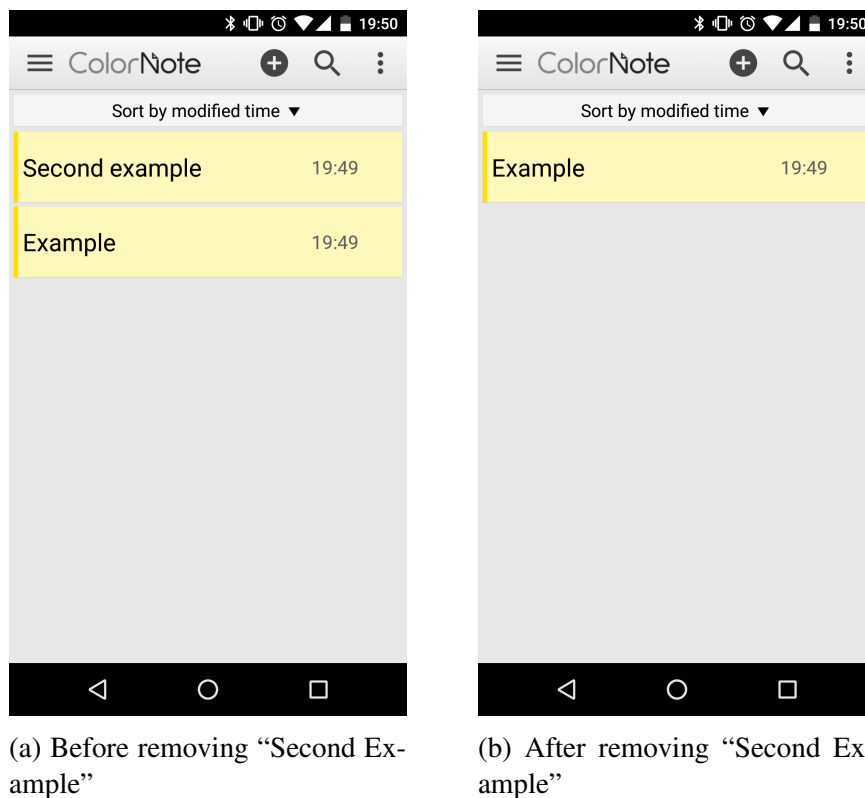 19:50
ColorNote
Sort by modified time ▼
Second example 19:49
Example 19:49
(a) Before removing “Second Ex-
ample”
19:50
ColorNote
Sort by modified time ▼
Example 19:49
(b) After removing “Second Ex
ample”